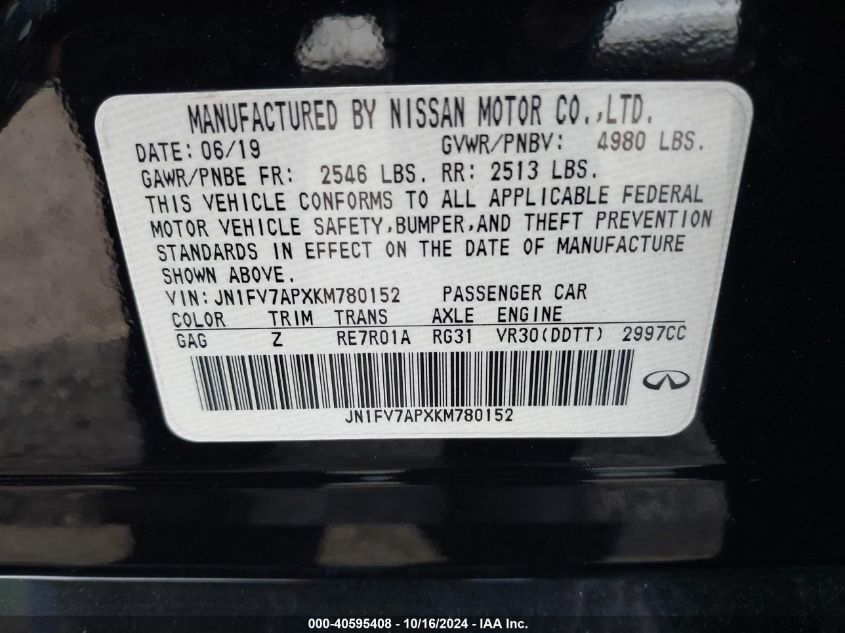 MANUFACTURED BY NISSAN MOTOR CO.,LTD.
DATE: 06/19 GVWR/PNBV: 4980 LBS.
GAWR/PNBE FR: 2546 LBS. RR: 2513 LBS.
THIS VEHICLE CONFORMS TO ALL APPLICABLE FEDERAL
MOTOR VEHICLE SAFETY,BUMPER,AND THEFT PREVENTION
STANDARDS IN EFFECT ON THE DATE OF MANUFACTURE
SHOWN ABOVE.
VIN:JN1FV7APXKM780152 PASSENGER CAR
COLOR TRIM TRANS AXLE ENGINE
GAG Z RE7R01A RG31 VR30(DDTT) 2997CC
JN1FV7APXKM780152
000-40595408 - 10/16/2024 - IAA Inc.